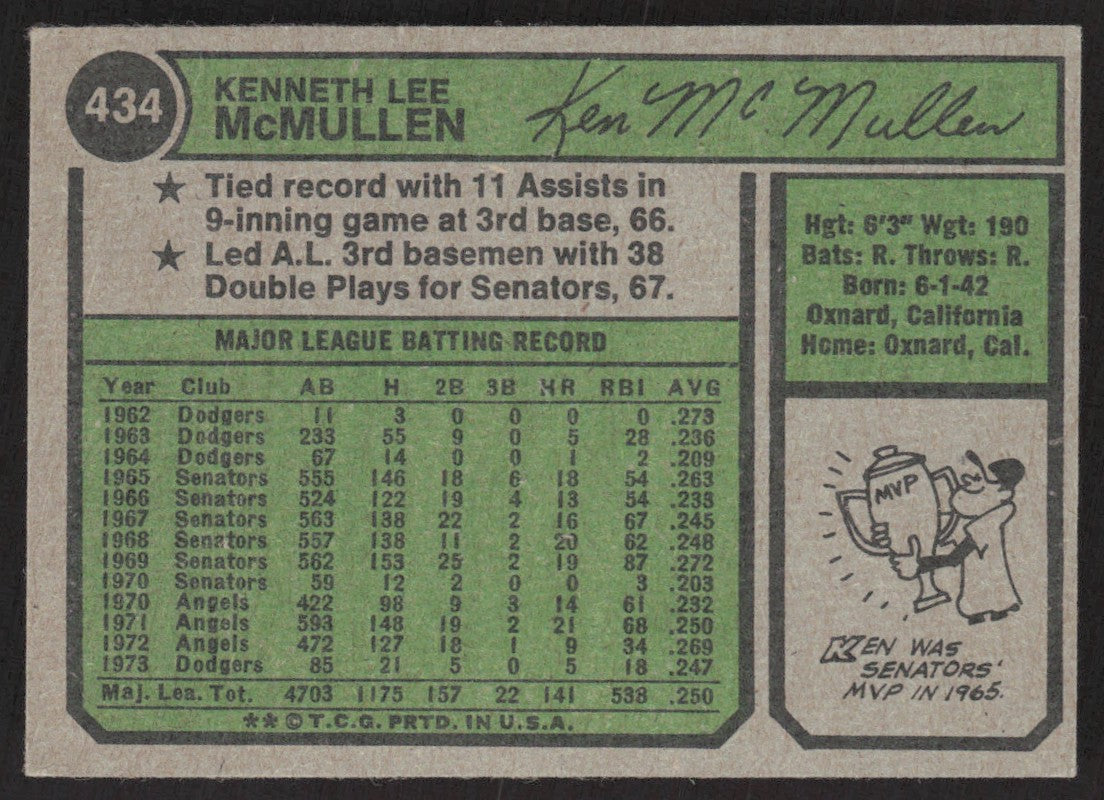 434
KENNETH LEE
McMULLEN
Ken McMullen
★ Tied record with 11 Assists in
9-inning game at 3rd base, 66.
★ Led A.L. 3rd basemen with 38
Double Plays for Senators, 67.
Hgt: 6'3" Wgt: 190
Bats: R. Throws: R.
Born: 6-1-42
Oxnard, California
Home: Oxnard, Cal.
MAJOR LEAGUE BATTING RECORD
Year Club AB H 2B 3B HR RBI AVG
1962 Dodgers 11 3 0 0 0 0 .273
1963 Dodgers 233 55 9 0 5 28 .236
1964 Dodgers 67 14 0 0 1 2 .209
1965 Senators 555 146 18 6 18 54 .263
1966 Senators 524 122 19 4 13 54 .233
1967 Senators 563 138 22 2 16 67 .245
1968 Senators 557 138 11 2 20 62 .248
1969 Senators 562 153 25 2 19 87 .272
1970 Senators 59 12 2 0 0 3 .203
1970 Angels 422 98 9 3 14 61 .232
1971 Angels 593 148 19 2 21 68 .250
1972 Angels 472 127 18 1 9 34 .269
1973 Dodgers 85 21 5 0 5 18 .247
Maj. Lea. Tot. 4703 1175 157 22 141 538 .250
** © T.C.G. PRTD. IN U.S.A.
MVP
KEN WAS
SENATORS'
MVP IN 1965.